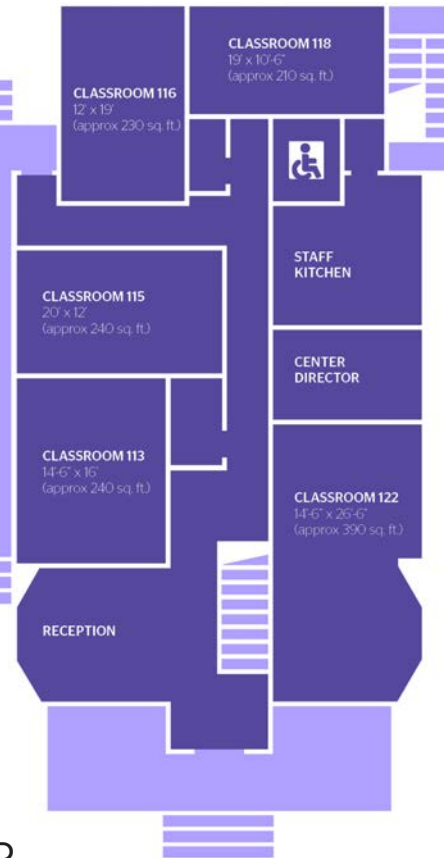 CLASSROOM 118
19' x 10'-6"
(approx 210 sq. ft.)
CLASSROOM 116
12' x 19'
(approx 230 sq. ft.)
STAFF
KITCHEN
CLASSROOM 115
20' x 12'
(approx 240 sq. ft.)
CENTER
DIRECTOR
CLASSROOM 113
14'-6" x 16'
(approx 240 sq. ft.)
CLASSROOM 122
14'-6" x 26'-6"
(approx 390 sq. ft.)
RECEPTION